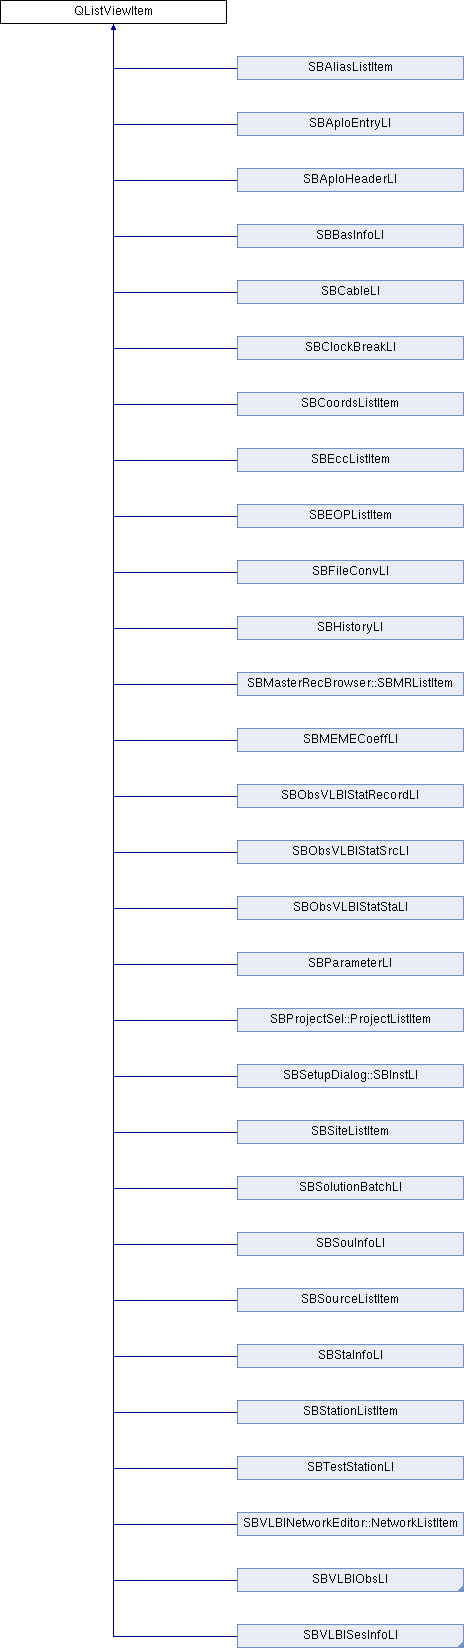 QListViewItem
SBAliasListItem
SBAploEntryLI
SBAploHeaderLI
SBBasInfoLI
SBCableLI
SBClockBreakLI
SBCoordsListItem
SBEccListItem
SBEOPListItem
SBFileConvLI
SBHistoryLI
SBMasterRecBrowser::SBMRListItem
SBMEMECoeffLI
SBObsVLBIStatRecordLI
SBObsVLBIStatSrcLI
SBObsVLBIStatStaLI
SBParameterLI
SBProjectSel::ProjectListItem
SBSetupDialog::SBInstLI
SBSiteListItem
SBSolutionBatchLI
SBSouInfoLI
SBSourceListItem
SBStaInfoLI
SBStationListItem
SBTestStationLI
SBVLBINetworkEditor::NetworkListItem
SBVLBIObsLI
SBVLBISesInfoLI